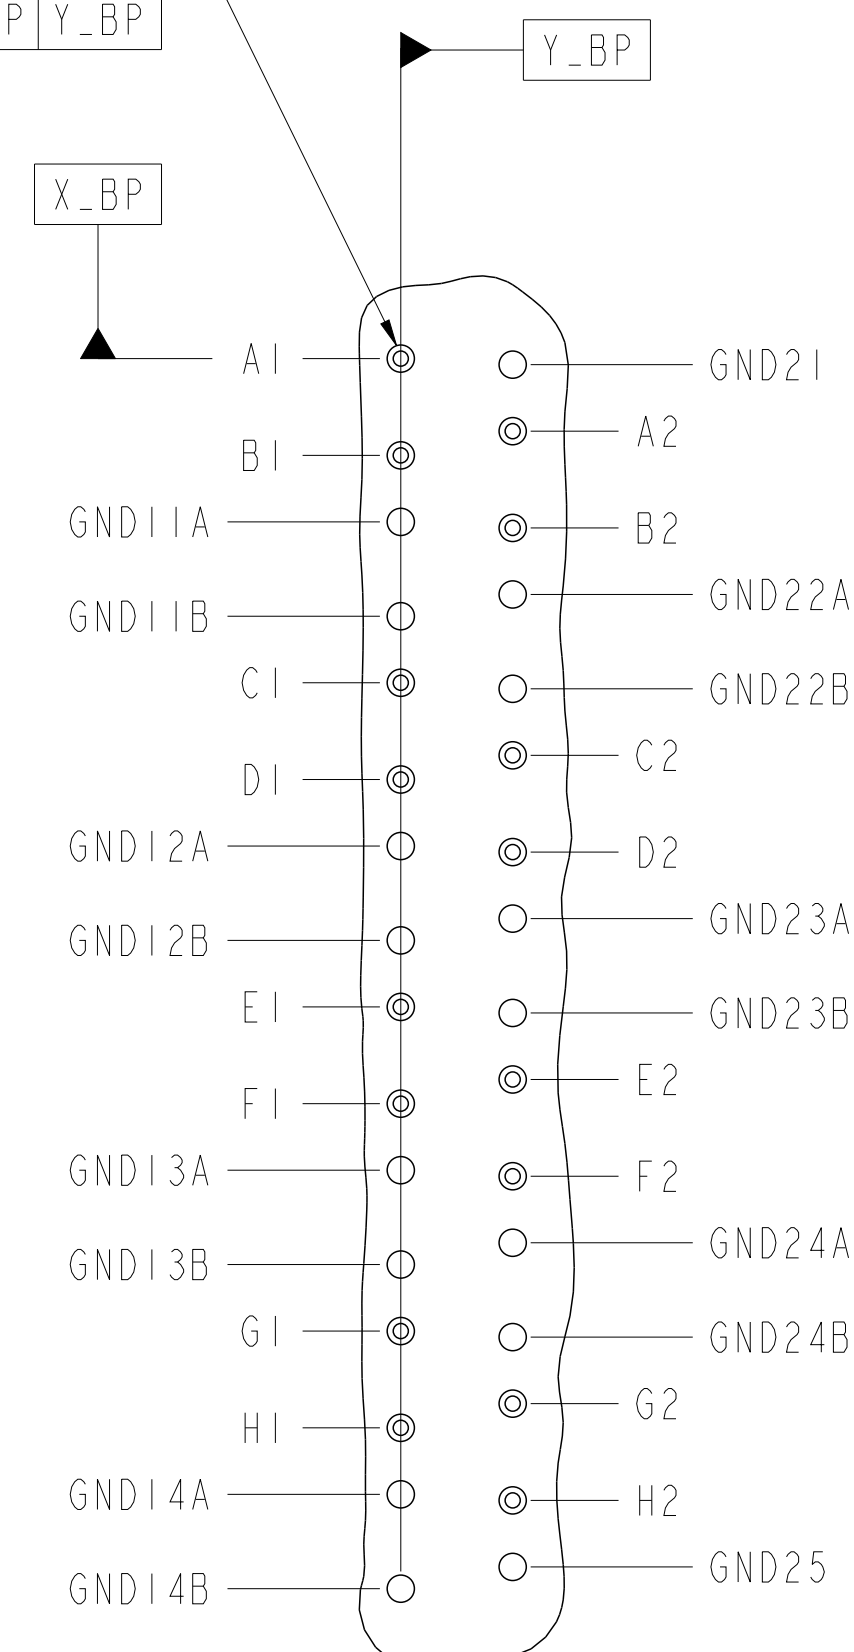 P Y_BP
Y_BP
X_BP
A1
GND21
A2
B1
GND11A
B2
GND22A
GND11B
C1
GND22B
C2
D1
GND12A
D2
GND23A
GND12B
E1
GND23B
E2
F1
GND13A
F2
GND24A
GND13B
G1
GND24B
G2
H1
GND14A
H2
GND25
GND14B